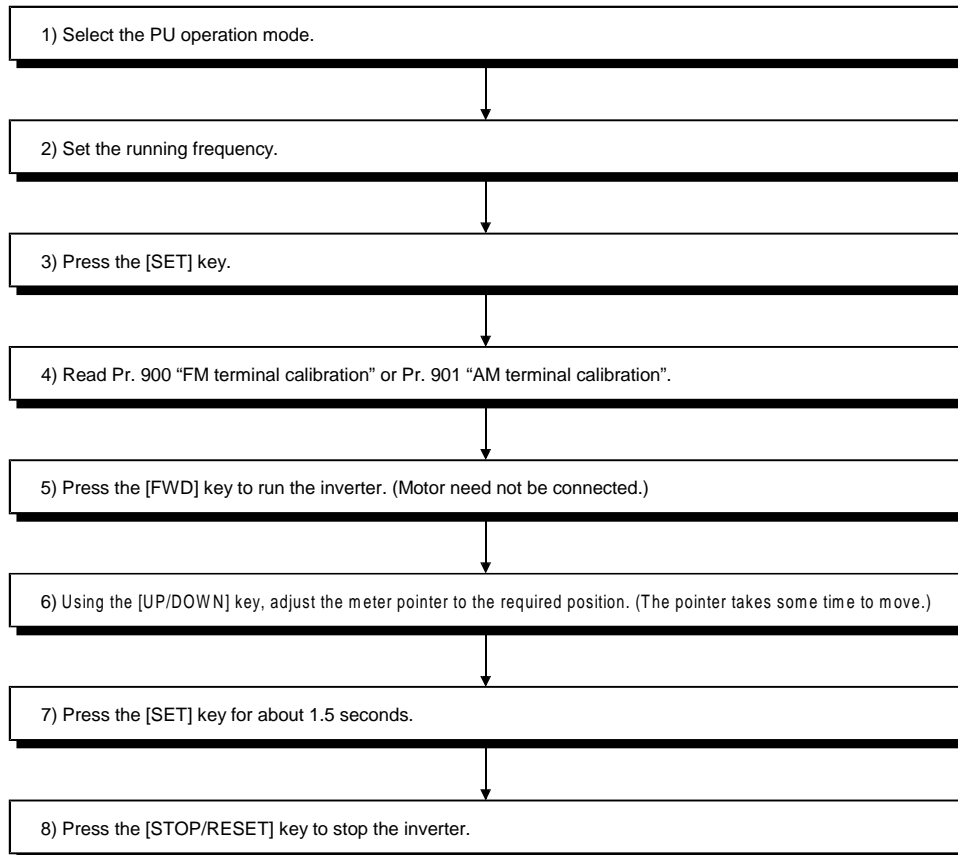 1) Select the PU operation mode.
2) Set the running frequency.
3) Press the [SET] key.
4) Read Pr. 900 “FM terminal calibration” or Pr. 901 “AM terminal calibration”.
5) Press the [FWD] key to run the inverter. (Motor need not be connected.)
6) Using the [UP/DOWN] key, adjust the meter pointer to the required position. (The pointer takes some time to move.)
7) Press the [SET] key for about 1.5 seconds.
8) Press the [STOP/RESET] key to stop the inverter.